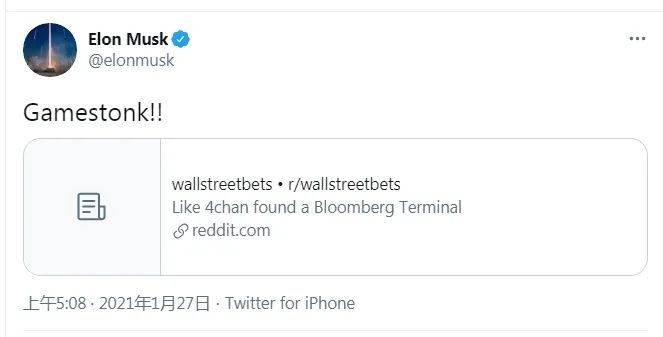 Elon Musk
@elonmusk
Gamestonk!!
wallstreetbets • r/wallstreetbets
Like 4chan found a Bloomberg Terminal
reddit.com
上午5:08 · 2021年1月27日 · Twitter for iPhone